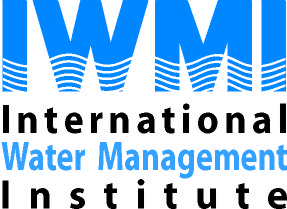 IWMI
International
Water Management
Institute